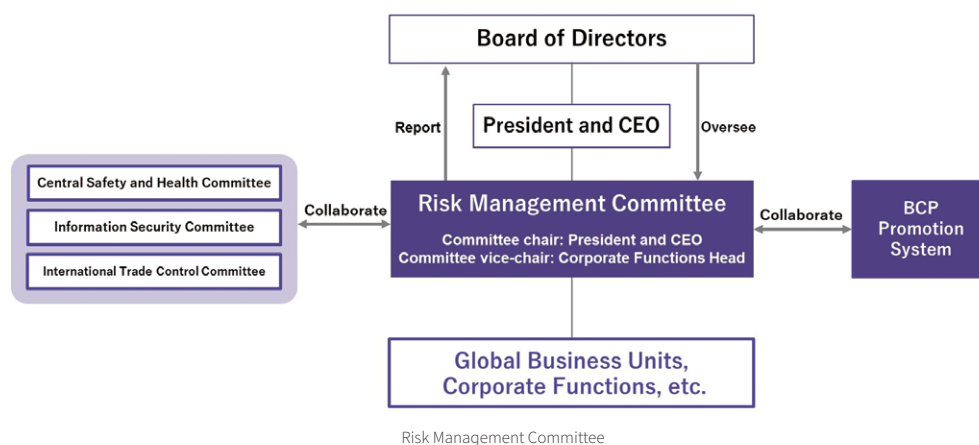 Board of Directors
Report
President and CEO
Oversee
Central Safety and Health Committee
Information Security Committee
International Trade Control Committee
Collaborate
Risk Management Committee
Committee chair: President and CEO
Committee vice-chair: Corporate Functions Head
Collaborate
BCP
Promotion
System
Global Business Units,
Corporate Functions, etc.
Risk Management Committee